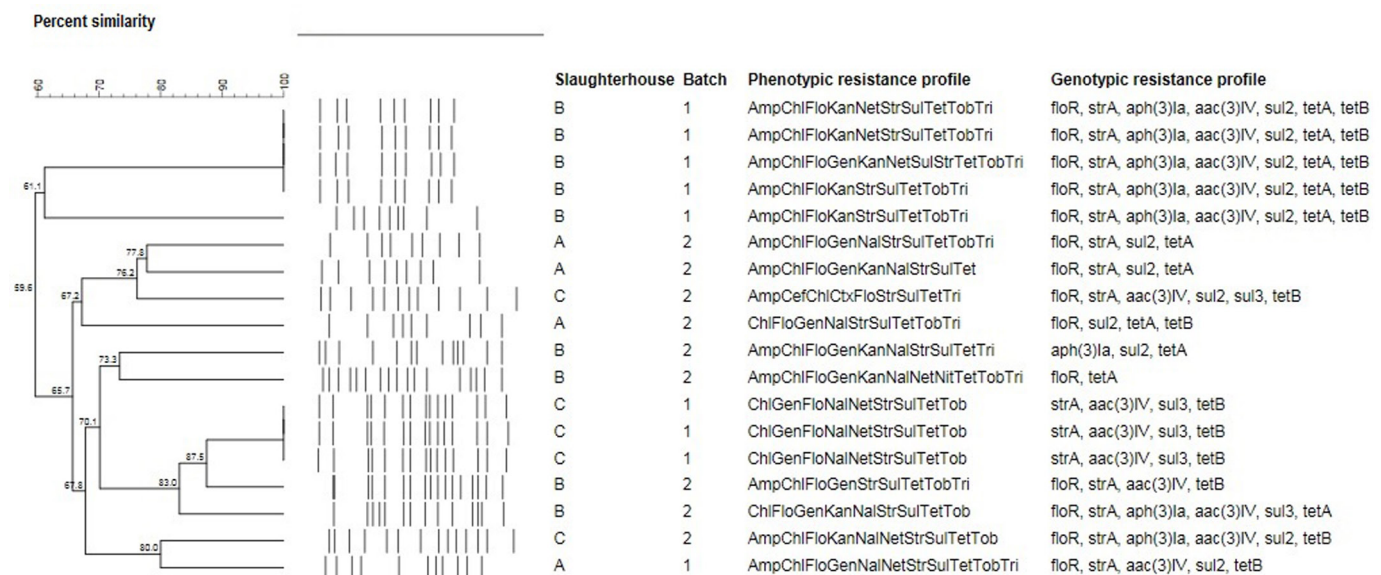 Percent similarity
60 70 80 90 100
Slaughterhouse Batch Phenotypic resistance profile Genotypic resistance profile
B 1 AmpChlFloKanNetStrSulTetTobTri floR, strA, aph(3)Ia, aac(3)IV, sul2, tetA, tetB
B 1 AmpChlFloKanNetStrSulTetTobTri floR, strA, aph(3)Ia, aac(3)IV, sul2, tetA, tetB
B 1 AmpChlFloGenKanNetSulStrTetTobTri floR, strA, aph(3)Ia, aac(3)IV, sul2, tetA, tetB
61.1 B 1 AmpChlFloKanStrSulTetTobTri floR, strA, aph(3)Ia, aac(3)IV, sul2, tetA, tetB
B 1 AmpChlFloKanStrSulTetTobTri floR, strA, aph(3)Ia, aac(3)IV, sul2, tetA, tetB
77.8 A 2 AmpChlFloGenNalStrSulTetTobTri floR, strA, sul2, tetA
76.2 A 2 AmpChlFloGenKanNalStrSulTet floR, strA, sul2, tetA
59.6 67.2 C 2 AmpCefChlCtxFloStrSulTetTri floR, strA, aac(3)IV, sul2, sul3, tetB
A 2 ChlFloGenNalStrSulTetTobTri floR, sul2, tetA, tetB
73.3 B 2 AmpChlFloGenKanNalStrSulTetTri aph(3)Ia, sul2, tetA
B 2 AmpChlFloGenKanNalNetNitTetTobTri floR, tetA
65.7 C 1 ChlGenFloNalNetStrSulTetTob strA, aac(3)IV, sul3, tetB
70.1 C 1 ChlGenFloNalNetStrSulTetTob strA, aac(3)IV, sul3, tetB
87.5 C 1 ChlGenFloNalNetStrSulTetTob strA, aac(3)IV, sul3, tetB
67.8 83.0 B 2 AmpChlFloGenStrSulTetTobTri floR, strA, aac(3)IV, tetB
B 2 ChlFloGenKanNalStrSulTetTob floR, strA, aph(3)Ia, aac(3)IV, sul3, tetA
80.0 C 2 AmpChlFloKanNalNetStrSulTetTob floR, strA, aph(3)Ia, aac(3)IV, sul2, tetB
A 1 AmpChlFloGenNalNetStrSulTetTobTri floR, strA, aac(3)IV, sul2, tetB